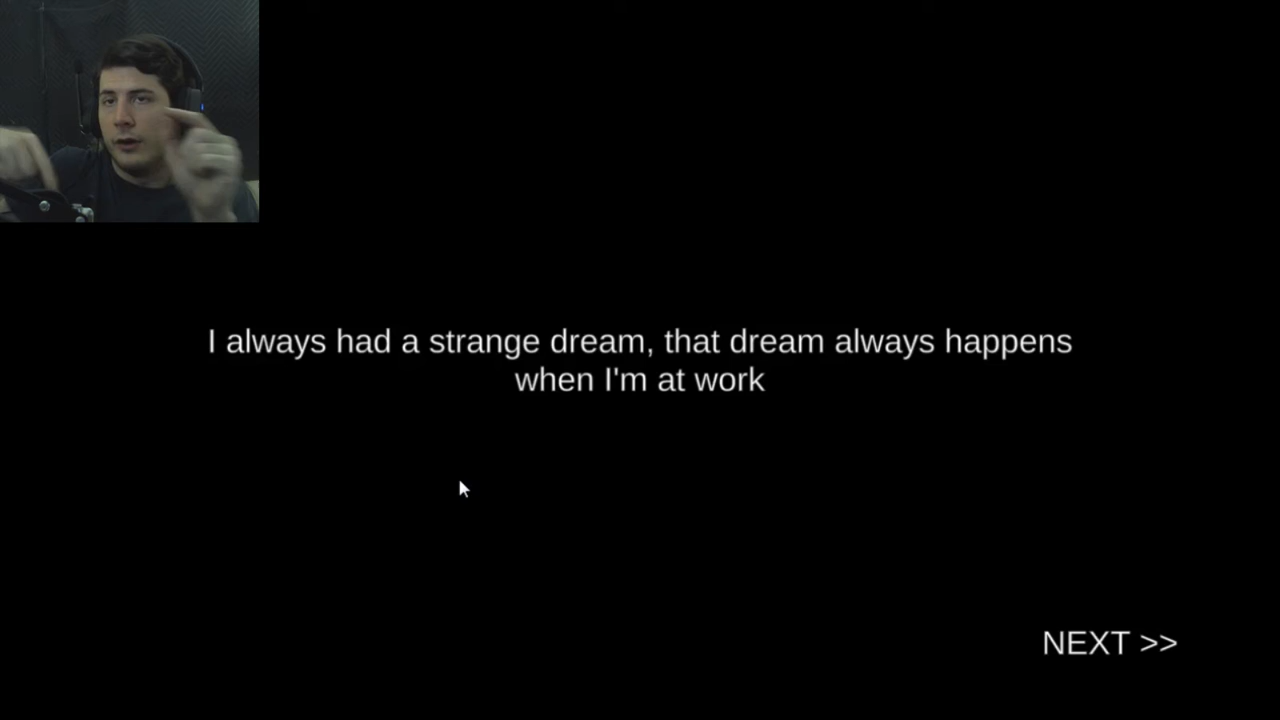 I always had a strange dream, that dream always happens
when I'm at work
NEXT >>